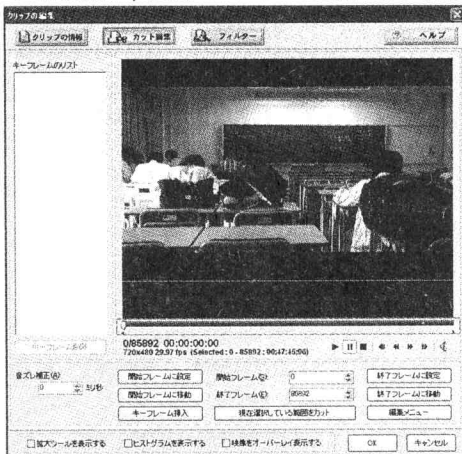 クリップの編集
クリップの情報
カット編集
フィルター
ヘルプ
キーフレームのリスト
0/85892 00:00:00;00
720x480 29.97 fps (Selected : 0 - 85892 : 00;47;45;96)
音ズレ補正(A)
0
ミリ秒
開始フレームに設定
開始フレーム(S):
0
終了フレームに設定
開始フレームに移動
終了フレーム(E):
85892
終了フレームに移動
キーフレーム挿入
現在選択している範囲をカット
編集メニュー
拡大ツールを表示する
ヒストグラムを表示する
映像をオーバーレイ表示する
OK
キャンセル